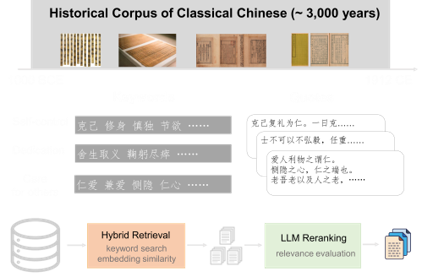 Historical Corpus of Classical Chinese (~ 3,000 years)
克己 修身 慎独 节欲 ……
舍生取义 鞠躬尽瘁 ……
仁爱 兼爱 恻隐 仁心 ……
克己复礼为仁。一日克……
士不可以不弘毅，任重……
爱人利物之谓仁。
恻隐之心，仁之端也。
老吾老以及人之老。……
Hybrid Retrieval
keyword search
embedding similarity
LLM Reranking
relevance evaluation